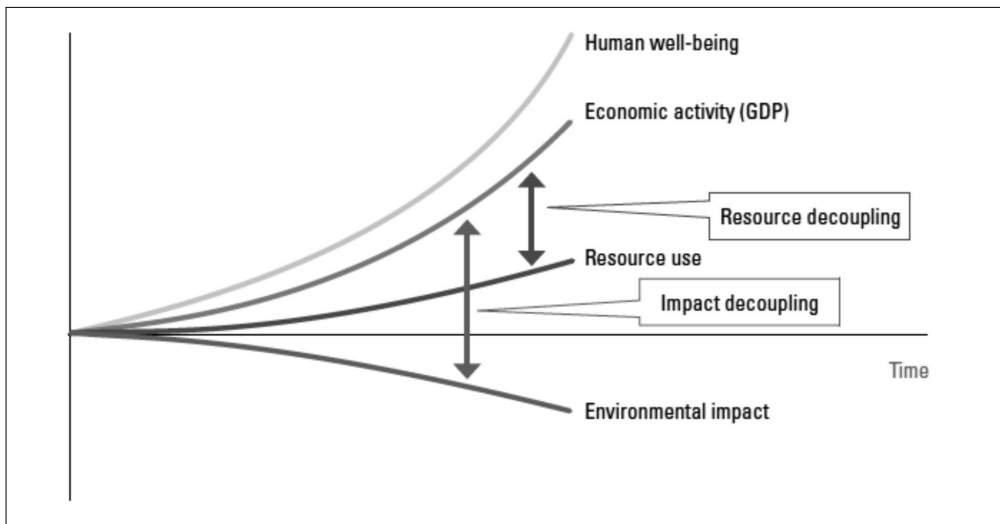 Human well-being
Economic activity (GDP)
Resource decoupling
Resource use
Impact decoupling
Time
Environmental impact